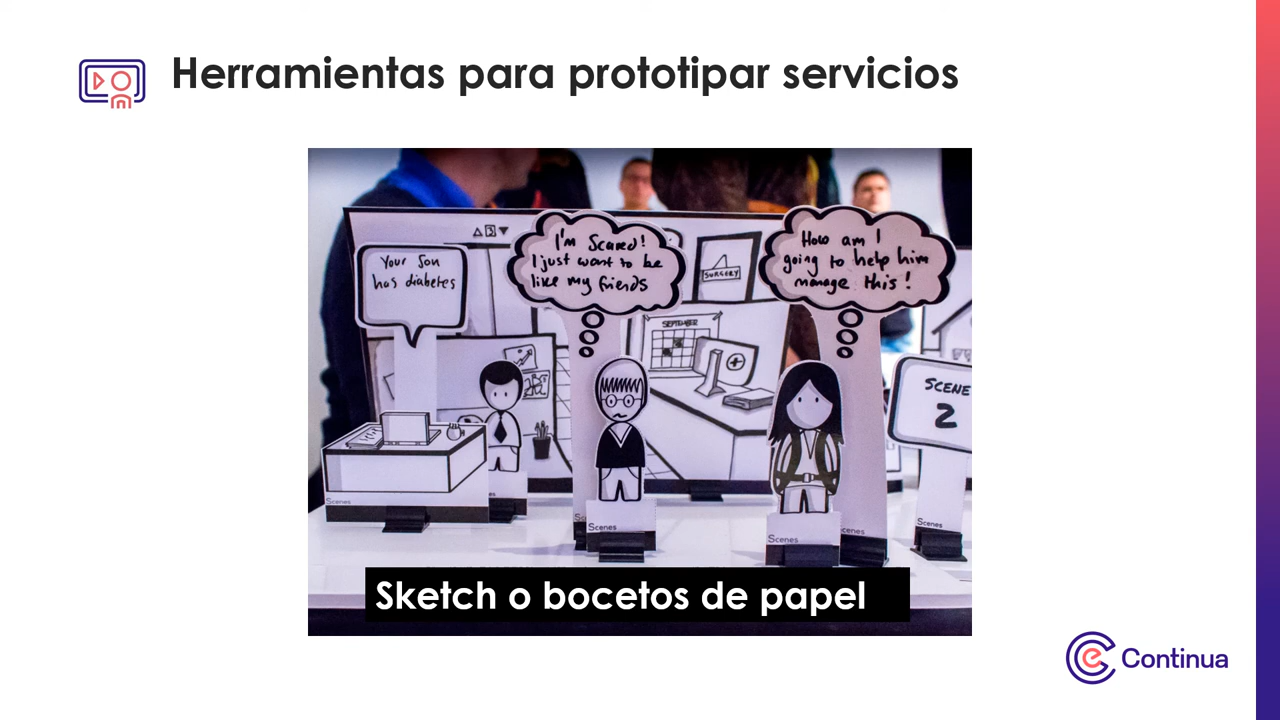 Herramientas para prototipar servicios
Your Son
has diabetes
I'm Scared!
I just want to be
like my friends
SURGERY
How am I
going to help him
manage this!
SEPTEMBER
SCENE
2
Scenes
Scenes
Scenes
Scenes
Sketch o bocetos de papel
Continua